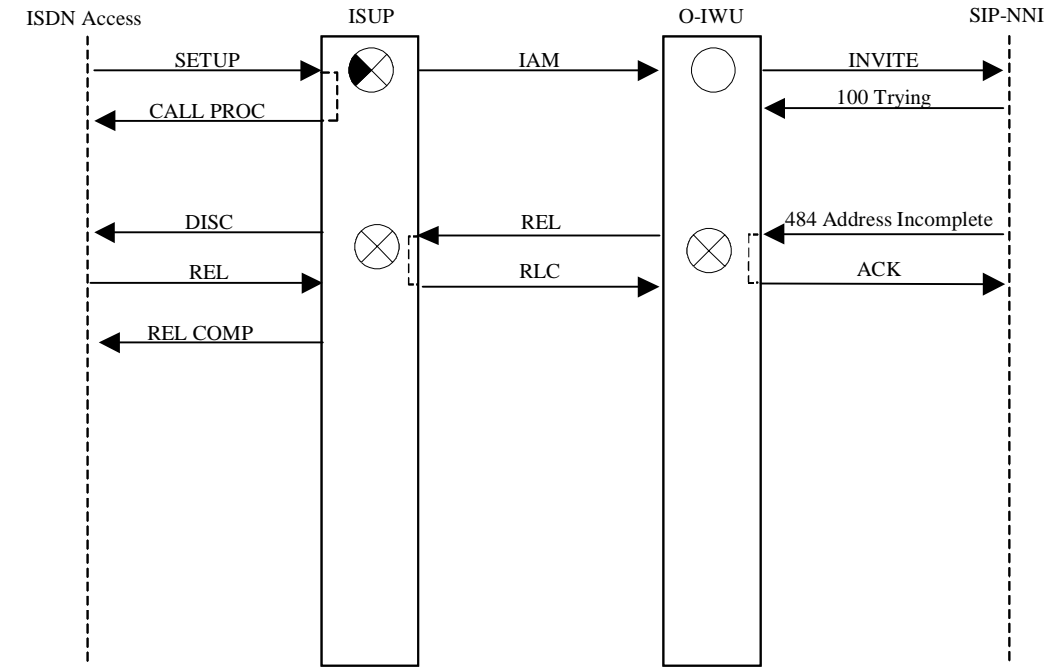 ISDN Access
ISUP
O-IWU
SIP-NNI
SETUP
IAM
INVITE
100 Trying
CALL PROC
DISC
REL
484 Address Incomplete
REL
RLC
ACK
REL COMP